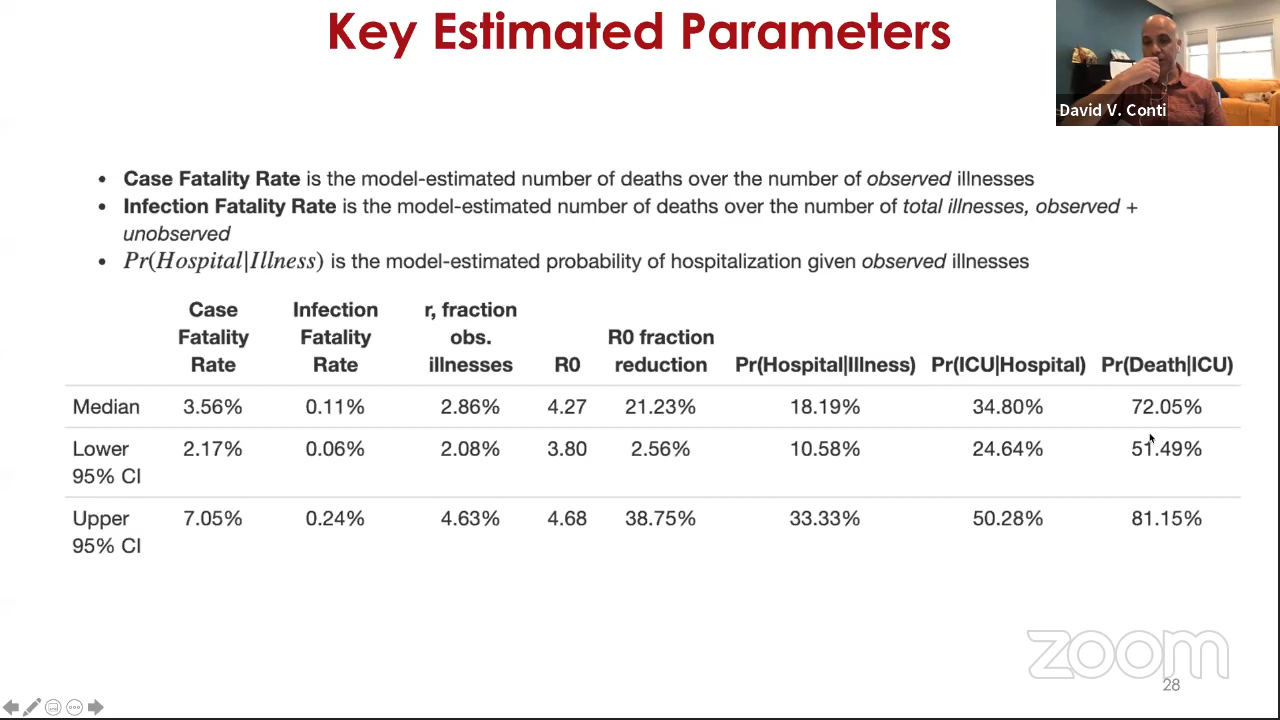 Key Estimated Parameters
David V. Conti
• Case Fatality Rate is the model-estimated number of deaths over the number of observed illnesses
• Infection Fatality Rate is the model-estimated number of deaths over the number of total illnesses, observed +
unobserved
• Pr(Hospital|Illness) is the model-estimated probability of hospitalization given observed illnesses
Case Fatality Rate Infection Fatality Rate r, fraction obs. illnesses R0 R0 fraction reduction Pr(Hospital|Illness) Pr(ICU|Hospital) Pr(Death|ICU)
Median 3.56% 0.11% 2.86% 4.27 21.23% 18.19% 34.80% 72.05%
Lower 95% CI 2.17% 0.06% 2.08% 3.80 2.56% 10.58% 24.64% 51.49%
Upper 95% CI 7.05% 0.24% 4.63% 4.68 38.75% 33.33% 50.28% 81.15%
zoom
28